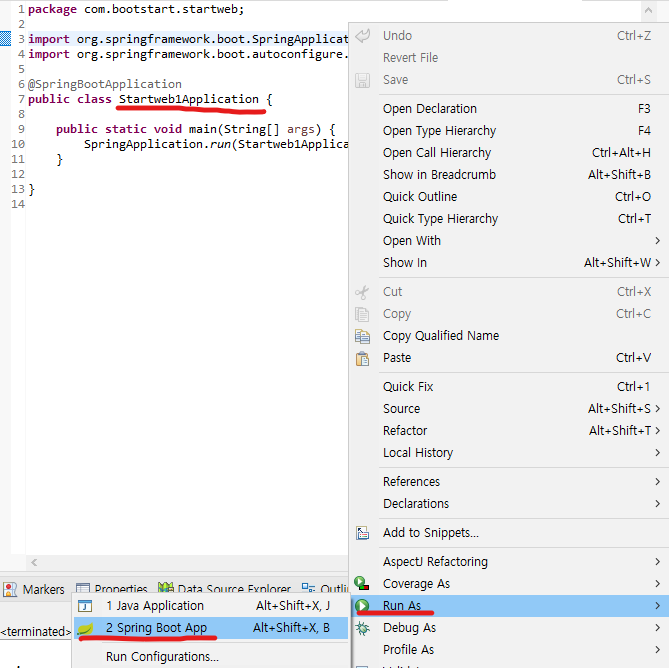 1 package com.bootstart.startweb;
2
3 import org.springframework.boot.SpringApplicat
4 import org.springframework.boot.autoconfigure.
5
6 @SpringBootApplication
7 public class Startweb1Application {
8
9 public static void main(String[] args) {
10 SpringApplication.run(Startweb1Applica
11 }
12
13 }
14
Undo Ctrl+Z
Revert File
Save Ctrl+S
Open Declaration F3
Open Type Hierarchy F4
Open Call Hierarchy Ctrl+Alt+H
Show in Breadcrumb Alt+Shift+B
Quick Outline Ctrl+O
Quick Type Hierarchy Ctrl+T
Open With
Show In Alt+Shift+W
Cut Ctrl+X
Copy Ctrl+C
Copy Qualified Name
Paste Ctrl+V
Quick Fix Ctrl+1
Source Alt+Shift+S
Refactor Alt+Shift+T
Local History
References
Declarations
Add to Snippets...
AspectJ Refactoring
Coverage As
Run As
Debug As
Profile As
Markers Properties Data Source Explorer Outli
<terminated>
1 Java Application Alt+Shift+X, J
2 Spring Boot App Alt+Shift+X, B
Run Configurations...